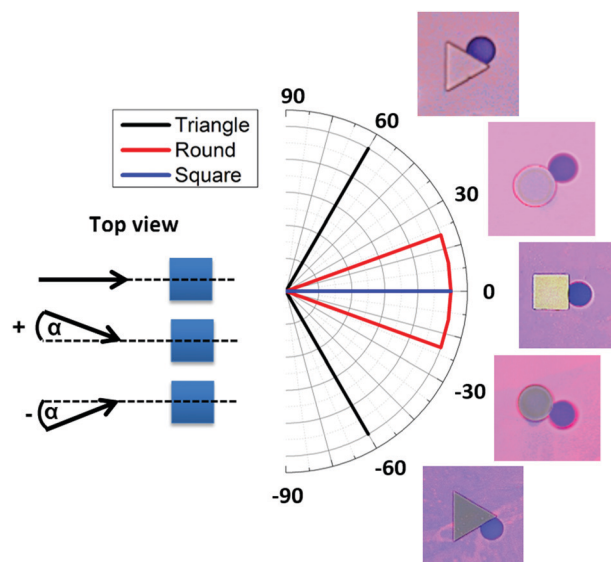 90
60
30
0
-30
-60
-90
Triangle
Round
Square
Top view
+
α
-
α